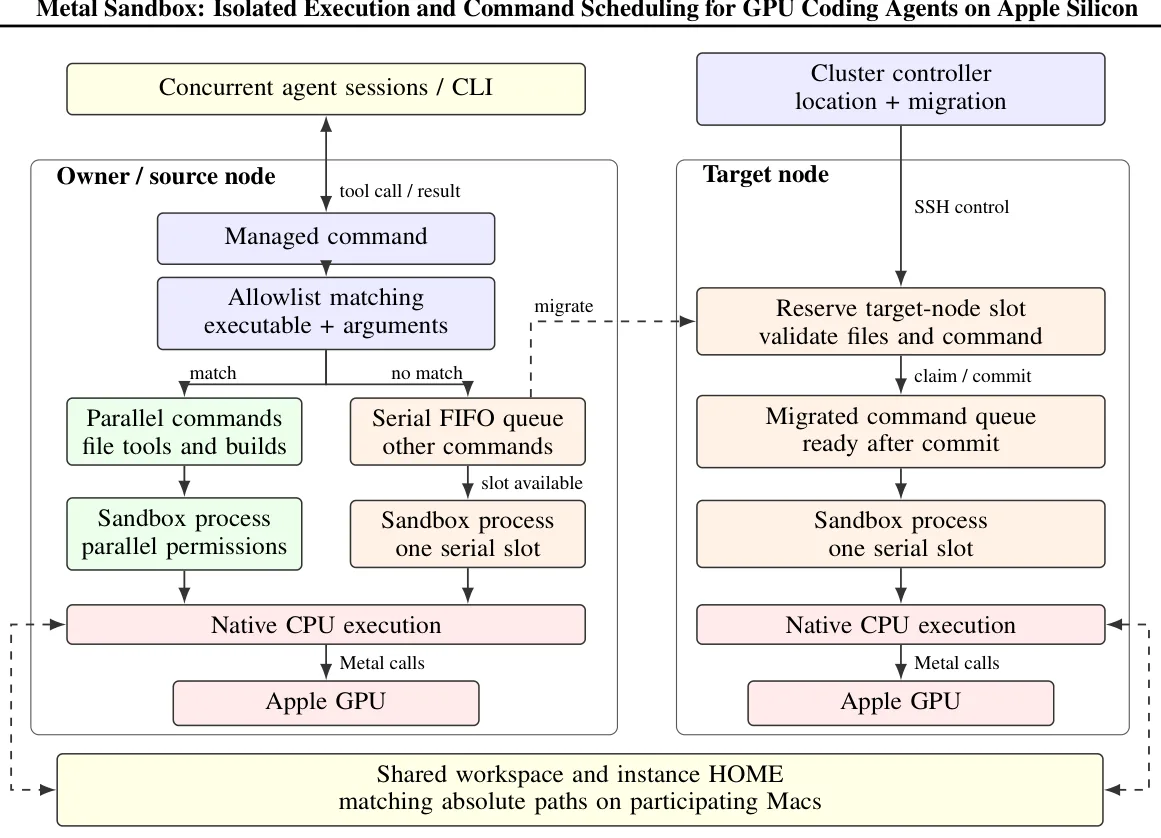 Metal Sandbox: Isolated Execution and Command Scheduling for GPU Coding Agents on Apple Silicon
Concurrent agent sessions / CLI
Cluster controller
location + migration
Owner / source node
tool call / result
Managed command
Allowlist matching
executable + arguments
match
no match
migrate
Parallel commands
file tools and builds
Serial FIFO queue
other commands
slot available
Sandbox process
parallel permissions
Sandbox process
one serial slot
Native CPU execution
Metal calls
Apple GPU
Target node
SSH control
Reserve target-node slot
validate files and command
claim / commit
Migrated command queue
ready after commit
Sandbox process
one serial slot
Native CPU execution
Metal calls
Apple GPU
Shared workspace and instance HOME
matching absolute paths on participating Macs